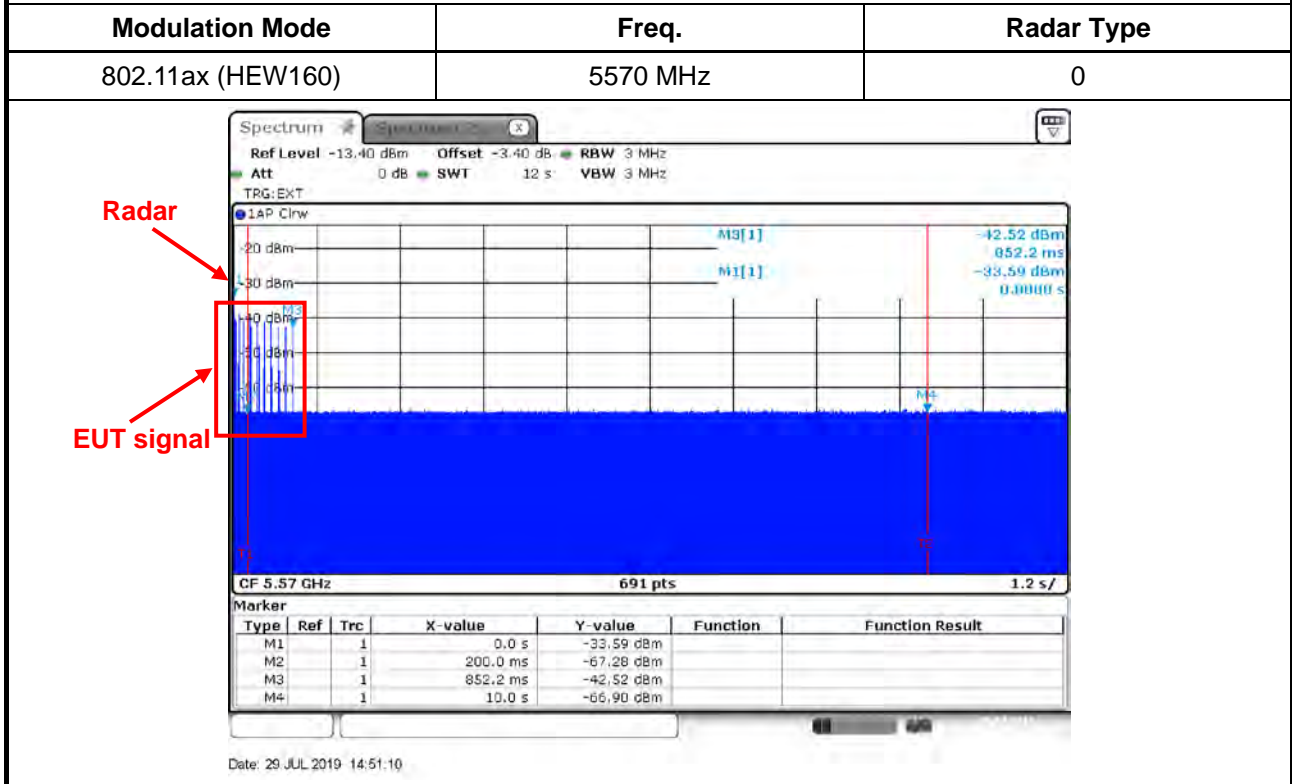 Modulation Mode Freq. Radar Type
802.11ax (HEW160) 5570 MHz 0
Spectrum
Ref Level -13.40 dBm Offset -3.40 dB RBW 3 MHz
Att 0 dB SWT 12 s VBW 3 MHz
TRG:EXT
1AP Clrw
Radar
M3[1] -42.52 dBm
-20 dBm
852.2 ms
M1[1] -33.59 dBm
-30 dBm
0.0000 s
M3
-40 dBm
-50 dBm
M4
EUT signal
CF 5.57 GHz 691 pts 1.2 s/
Marker
Type Ref Trc X-value Y-value Function Function Result
M1 1 0.0 s -33.59 dBm
M2 1 200.0 ms -67.28 dBm
M3 1 852.2 ms -42.52 dBm
M4 1 10.0 s -66.90 dBm
Date: 29 JUL 2019 14:51:10